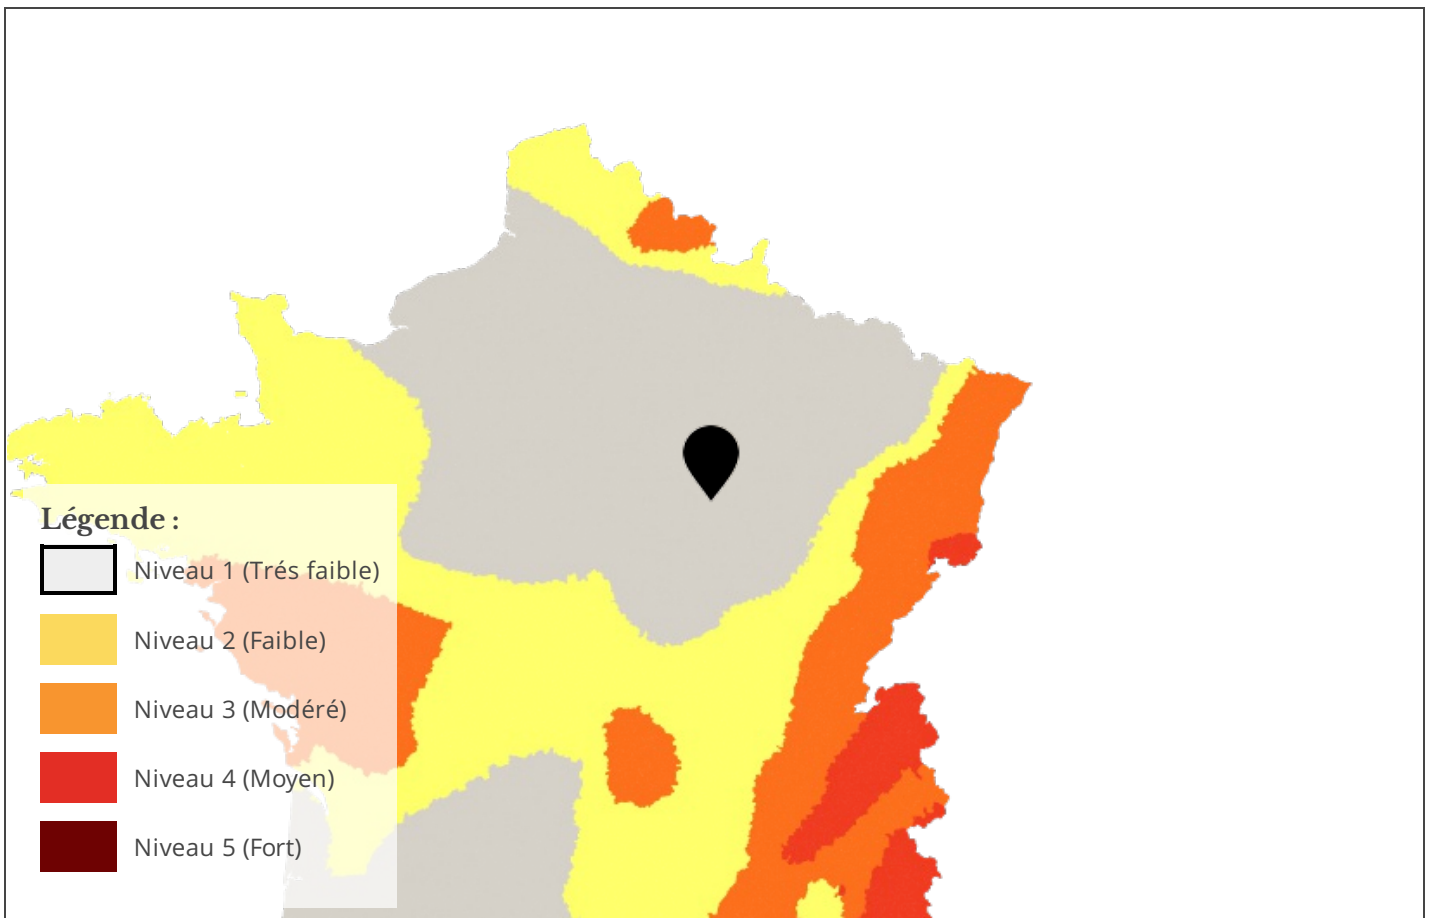 Légende :
Niveau 1 (Trés faible)
Niveau 2 (Faible)
Niveau 3 (Modéré)
Niveau 4 (Moyen)
Niveau 5 (Fort)